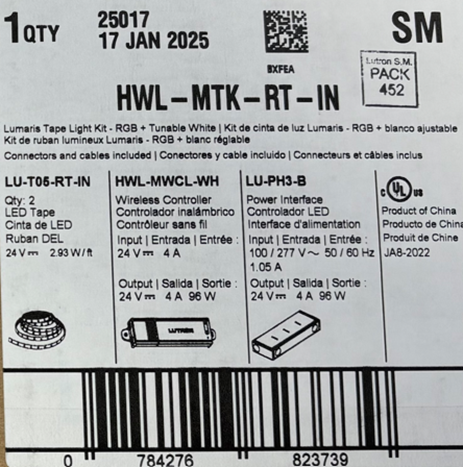 1 QTY
25017
17 JAN 2025
BXFEA
SM
Lutron S.M.
PACK
452
HWL-MTK-RT-IN
Lumaris Tape Light Kit - RGB + Tunable White | Kit de cinta de luz Lumaris - RGB + blanco ajustable
Kit de ruban lumineux Lumaris - RGB + blanc réglable
Connectors and cables included | Conectores y cable incluido | Connecteurs et câbles inclus
LU-T05-RT-IN
Qty: 2
LED Tape
Cinta de LED
Ruban DEL
24 V⎓ 2.93 W/ft
HWL-MWCL-WH
Wireless Controller
Controlador inalámbrico
Contrôleur sans fil
Input | Entrada | Entrée :
24 V⎓ 4 A
Output | Salida | Sortie :
24 V⎓ 4 A 96 W
LUTRON
LU-PH3-B
Power Interface
Controlador LED
Interface d'alimentation
Input | Entrada | Entrée :
100 / 277 V~ 50 / 60 Hz
1.05 A
Output | Salida | Sortie :
24 V⎓ 4 A 96 W
c UL us
Product of China
Producto de China
Produit de Chine
JA8-2022
0 784276 823739